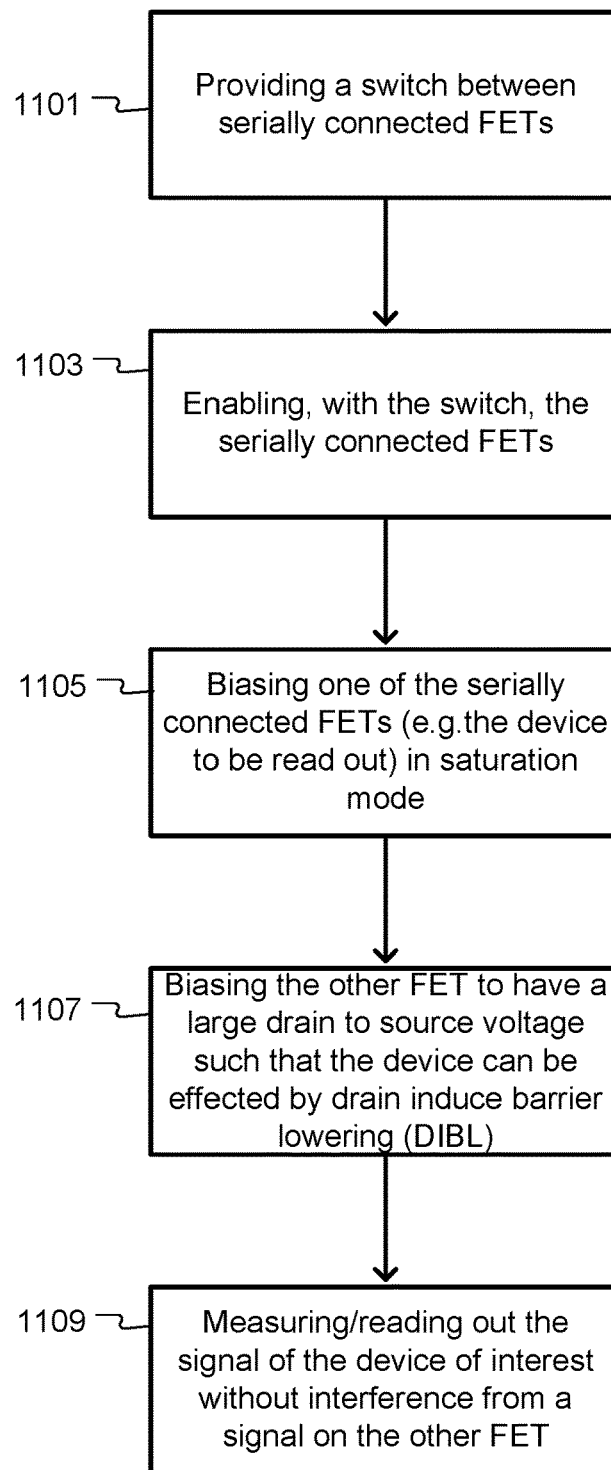 1101
Providing a switch between
serially connected FETs
1103
Enabling, with the switch, the
serially connected FETs
1105
Biasing one of the serially
connected FETs (e.g.the device
to be read out) in saturation
mode
1107
Biasing the other FET to have a
large drain to source voltage
such that the device can be
effected by drain induce barrier
lowering (DIBL)
1109
Measuring/reading out the
signal of the device of interest
without interference from a
signal on the other FET